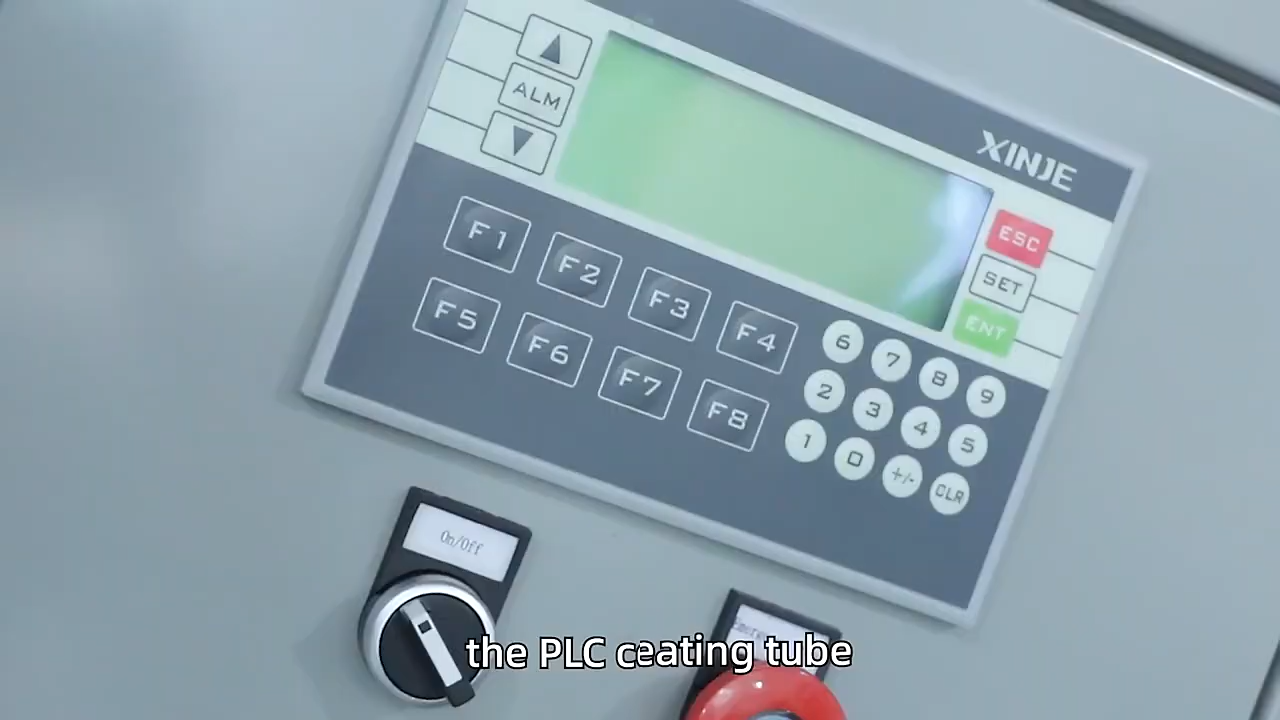 ▲
ALM
▼
XINJE
ESC
SET
ENT
F1 F2 F3 F4
F5 F6 F7 F8
6 7 8 9
2 3 4 5
1 0 +/- CLR
On/Off
the PLC ceating tube